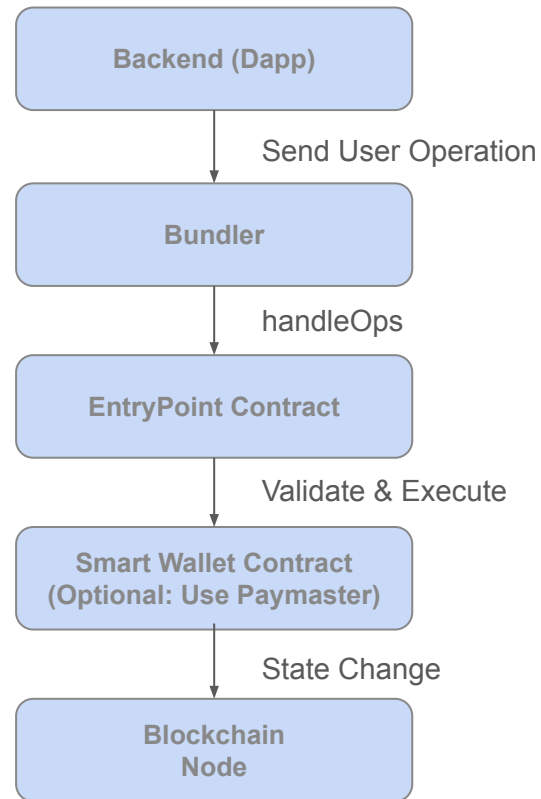 Backend (Dapp)
Send User Operation
Bundler
handleOps
EntryPoint Contract
Validate & Execute
Smart Wallet Contract
(Optional: Use Paymaster)
State Change
Blockchain
Node